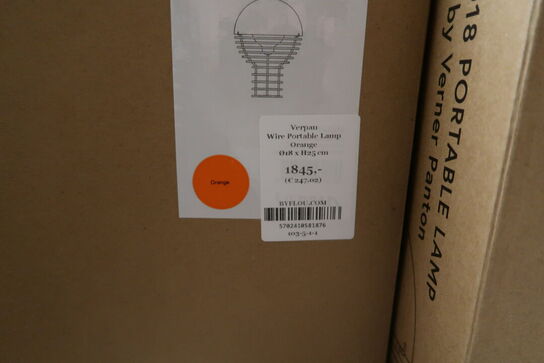 Orange
Verpan
Wire Portable Lamp
Orange
Ø18 x H25 cm
1845,-
(€ 247.02)
BYFLOU.COM
5702410581876
103-5-1-1
18 PORTABLE LAMP
by Verner Panton